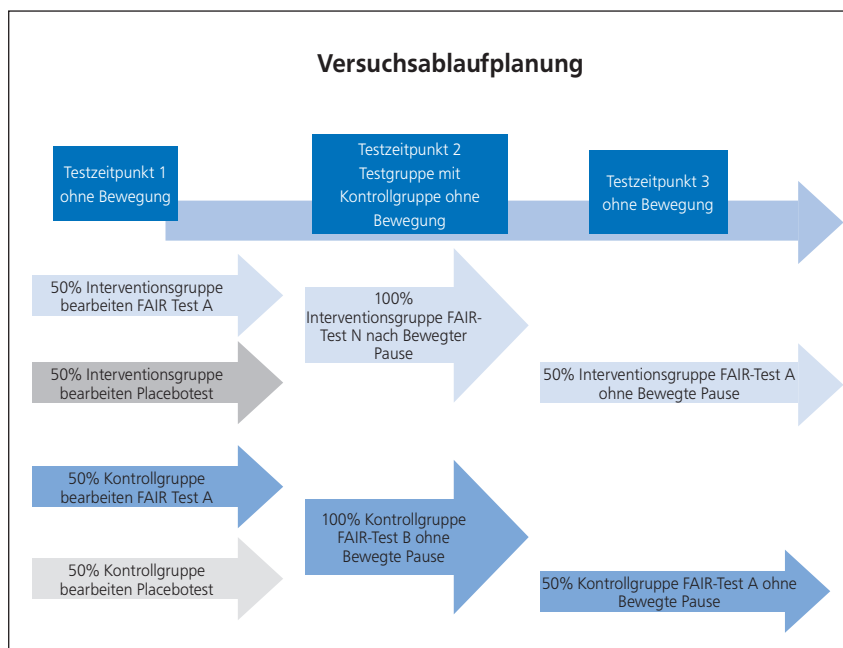 Versuchsablaufplanung
Testzeitpunkt 1
ohne Bewegung
Testzeitpunkt 2
Testgruppe mit
Kontrollgruppe ohne
Bewegung
Testzeitpunkt 3
ohne Bewegung
50% Interventionsgruppe
bearbeiten FAIR Test A
100%
Interventionsgruppe FAIR-
Test N nach Bewegter
Pause
50% Interventionsgruppe
bearbeiten Placebotest
50% Interventionsgruppe FAIR-Test A
ohne Bewegte Pause
50% Kontrollgruppe
bearbeiten FAIR Test A
100% Kontrollgruppe
FAIR-Test B ohne
Bewegte Pause
50% Kontrollgruppe
bearbeiten Placebotest
50% Kontrollgruppe FAIR-Test A ohne
Bewegte Pause